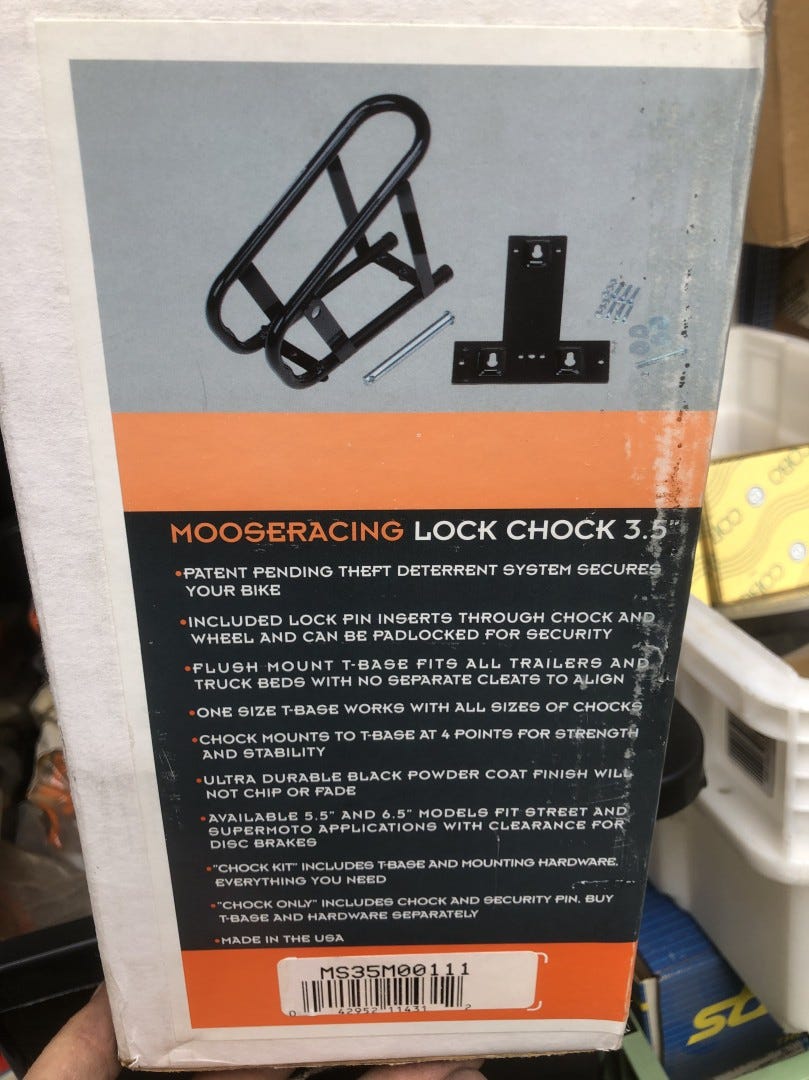 MOOSERACING LOCK CHOCK 3.5"
•PATENT PENDING THEFT DETERRENT SYSTEM SECURES
YOUR BIKE
•INCLUDED LOCK PIN INSERTS THROUGH CHOCK AND
WHEEL AND CAN BE PADLOCKED FOR SECURITY
•FLUSH MOUNT T-BASE FITS ALL TRAILERS AND
TRUCK BEDS WITH NO SEPARATE CLEATS TO ALIGN
•ONE SIZE T-BASE WORKS WITH ALL SIZES OF CHOCKS
•CHOCK MOUNTS TO T-BASE AT 4 POINTS FOR STRENGTH
AND STABILITY
•ULTRA DURABLE BLACK POWDER COAT FINISH WILL
NOT CHIP OR FADE
•AVAILABLE 5.5" AND 6.5" MODELS FIT STREET AND
SUPERMOTO APPLICATIONS WITH CLEARANCE FOR
DISC BRAKES
•"CHOCK KIT" INCLUDES T-BASE AND MOUNTING HARDWARE.
EVERYTHING YOU NEED
•"CHOCK ONLY" INCLUDES CHOCK AND SECURITY PIN. BUY
T-BASE AND HARDWARE SEPARATELY
•MADE IN THE USA
MS35M00111
0 42952 11431 2